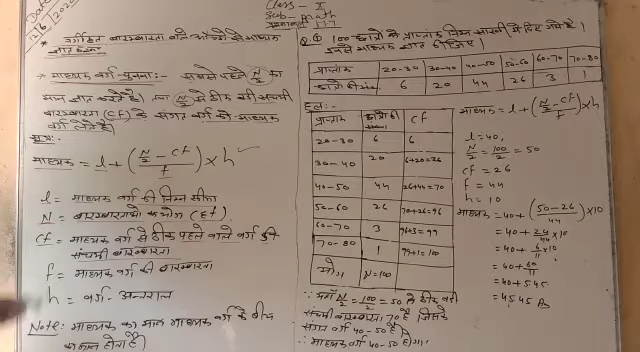 Date
12/6/202
Class - X
Sub - Math
* वर्गीकृत बारम्बारता वाले आँकड़ों से माध्यक
ज्ञात करना
* माध्यक वर्ग - चुनना :- सबसे पहले N/2 का
मान ज्ञात करते हैं। तथा N/2 से ठीक बड़ी संचयी
बारम्बारता (CF) के संगत वर्ग को माध्यक
वर्ग लेते हैं।
सूत्र:-
माध्यक = l + (N/2 - CF / f) × h
l = माध्यक वर्ग की निम्न सीमा
N = बारम्बारताओं के योग (Σf)
Cf = माध्यक वर्ग से ठीक पहले वाले वर्ग की
संचयी बारम्बारता
f = माध्यक वर्ग की बारम्बारता
h = वर्ग - अन्तराल
Note: माध्यक का मान माध्यक वर्ग के बीच
होता है।
Q.① 100 छात्रों के प्राप्तांक निम्न सारणी में दिए गये हैं।
इनसे माध्यक ज्ञात कीजिए।
प्राप्तांक 20-30 30-40 40-50 50-60 60-70 70-80
छात्रों की सं० 6 20 44 26 3 1
हल:-
प्राप्तांक छात्रों की संख्या CF
20-30 6 6
30-40 20 6+20=26
40-50 44 26+44=70
50-60 26 70+26=96
60-70 3 96+3=99
70-80 1 99+1=100
योग N=100
∵ यहाँ N/2 = 100/2 = 50 से ठीक बड़ी
संचयी बारम्बारता 70 है जिसके
संगत वर्ग 40-50 है
∴ माध्यक वर्ग 40-50 होगा।
माध्यक = l + (N/2 - CF / f) × h
l = 40,
N/2 = 100/2 = 50
cf = 26
f = 44
h = 10
माध्यक = 40 + (50-26 / 44) × 10
= 40 + 24/44 × 10
= 40 + 6/11 × 10
= 40 + 60/11
= 40 + 5.45
= 45.45 An